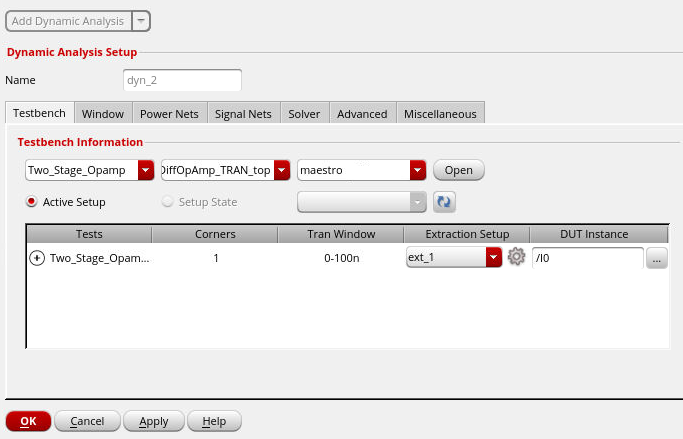 Add Dynamic Analysis
Dynamic Analysis Setup
Name dyn_2
Testbench Window Power Nets Signal Nets Solver Advanced Miscellaneous
Testbench Information
Two_Stage_Opamp DiffOpAmp_TRAN_top maestro Open
Active Setup Setup State
Tests Corners Tran Window Extraction Setup DUT Instance
Two_Stage_Opam... 1 0-100n ext_1 /I0 ...
OK Cancel Apply Help